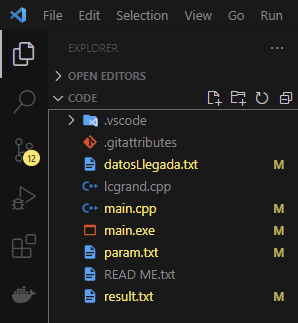 File Edit Selection View Go Run
EXPLORER
OPEN EDITORS
CODE
.vscode
.gitattributes
datosLlegada.txt M
lcgrand.cpp
12
main.cpp M
main.exe M
param.txt M
READ ME.txt
result.txt M